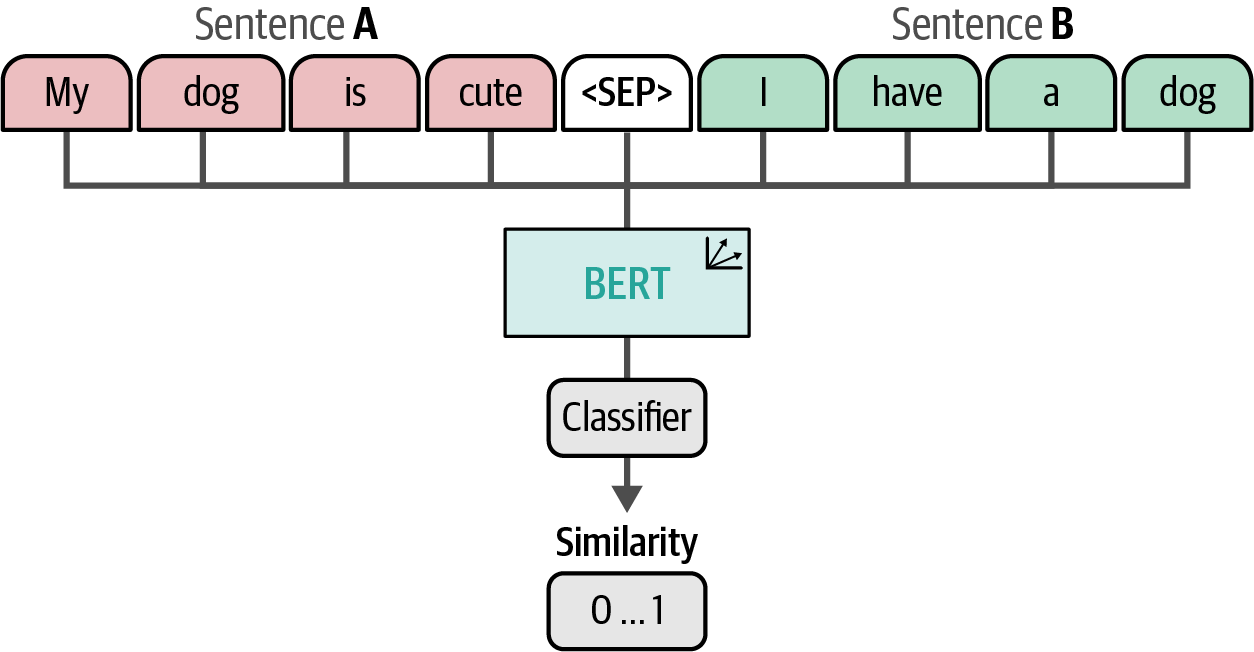 Sentence A Sentence B
My dog is cute <SEP> I have a dog
BERT
Classifier
Similarity
0 ... 1